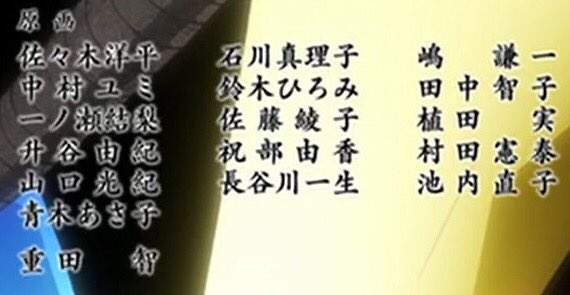 原画
佐々木洋平 石川真理子 嶋 謙一
中村ユミ 鈴木ひろみ 田中智子
一ノ瀬結梨 佐藤綾子 植田 実
升谷由紀 祝部由香 村田憲泰
山口光紀 長谷川一生 池内直子
青木あさ子
重田 智